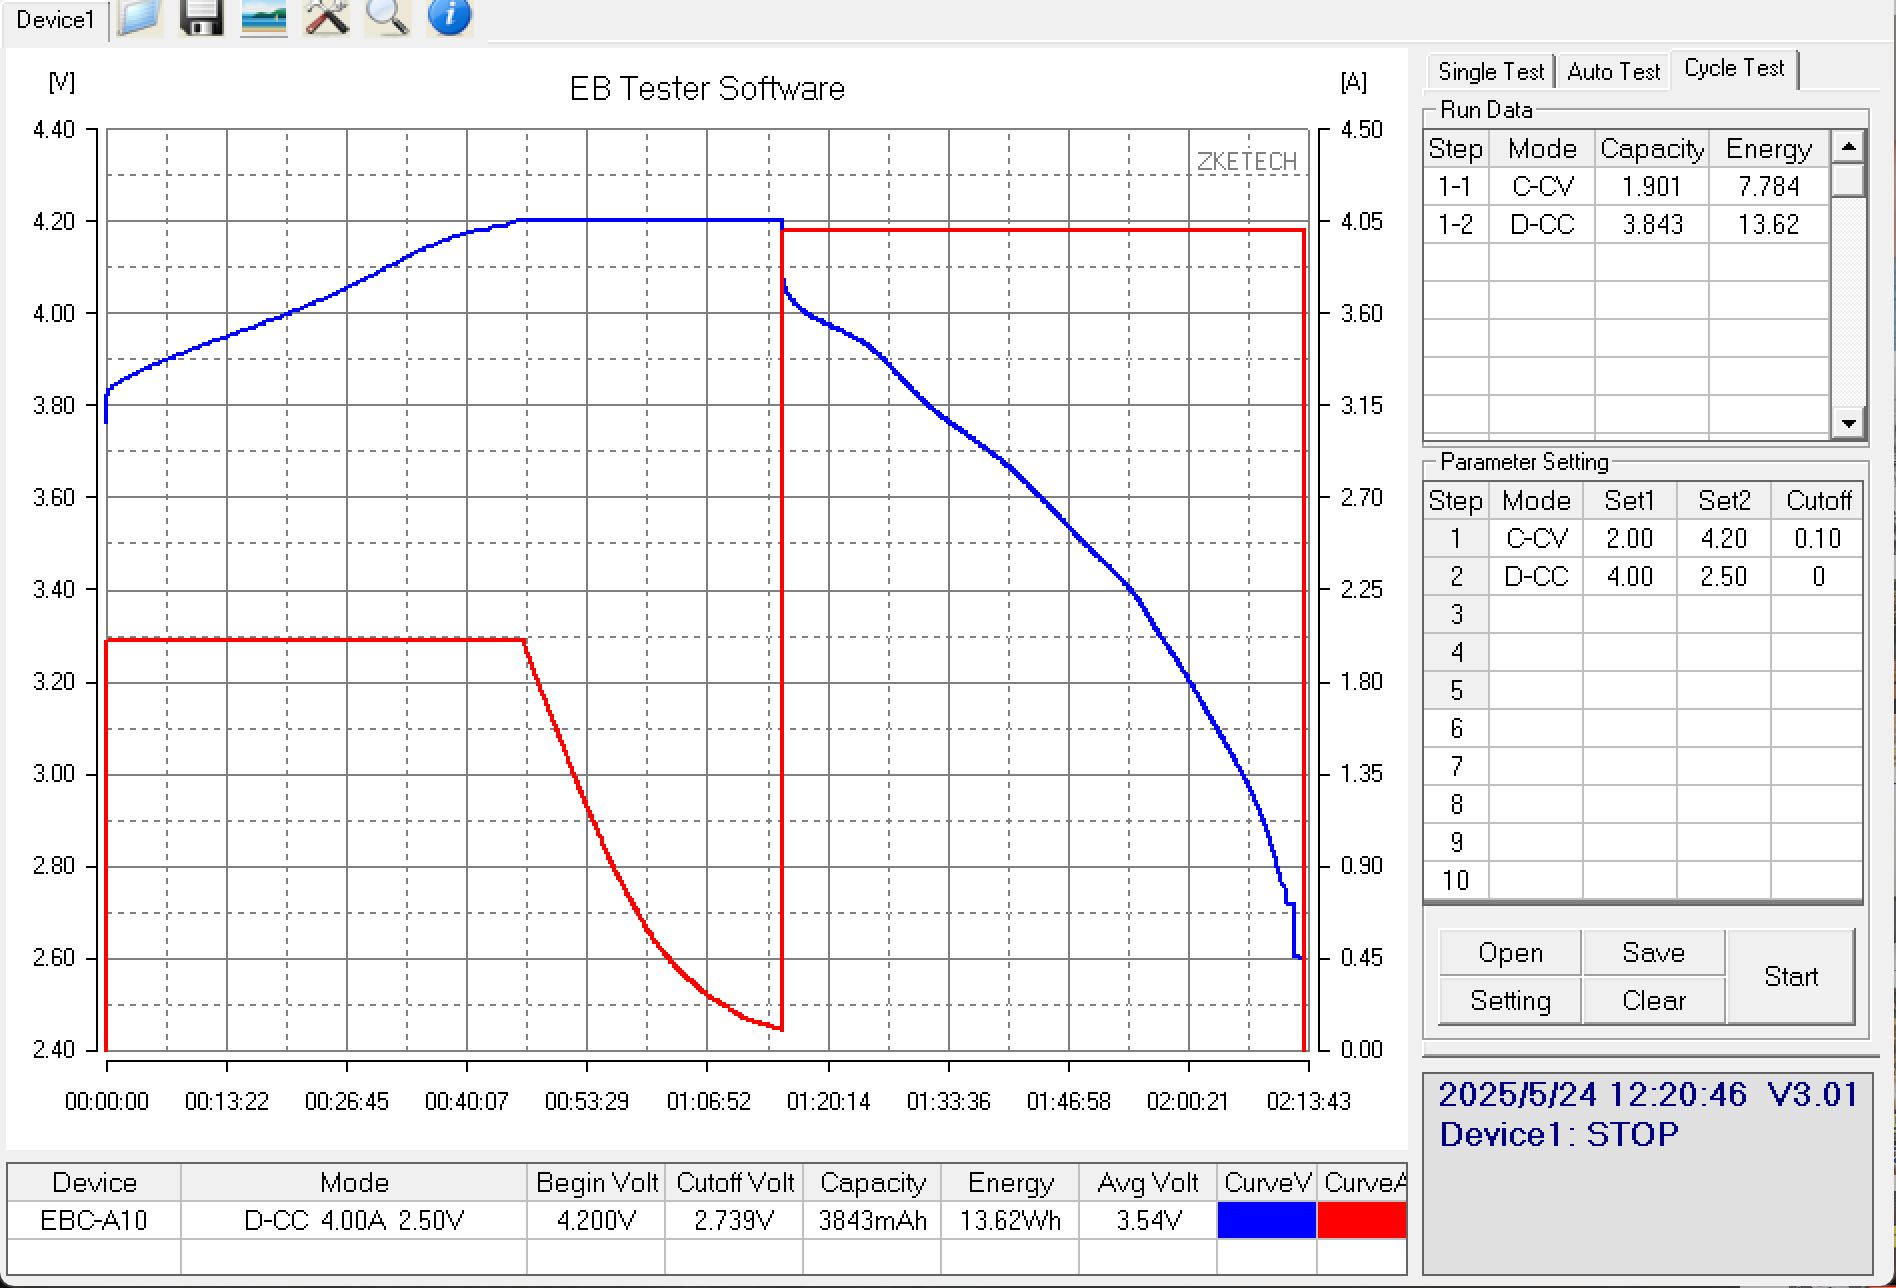 Device1
[V]
EB Tester Software
[A]
ZKETECH
4.40
4.20
4.00
3.80
3.60
3.40
3.20
3.00
2.80
2.60
2.40
4.50
4.05
3.60
3.15
2.70
2.25
1.80
1.35
0.90
0.45
0.00
00:00:00 00:13:22 00:26:45 00:40:07 00:53:29 01:06:52 01:20:14 01:33:36 01:46:58 02:00:21 02:13:43
Device Mode Begin Volt Cutoff Volt Capacity Energy Avg Volt CurveV CurveA
EBC-A10 D-CC 4.00A 2.50V 4.200V 2.739V 3843mAh 13.62Wh 3.54V
Single Test Auto Test Cycle Test
Run Data
Step Mode Capacity Energy
1-1 C-CV 1.901 7.784
1-2 D-CC 3.843 13.62
Parameter Setting
Step Mode Set1 Set2 Cutoff
1 C-CV 2.00 4.20 0.10
2 D-CC 4.00 2.50 0
3
4
5
6
7
8
9
10
Open Save
Start
Setting Clear
2025/5/24 12:20:46 V3.01
Device1: STOP